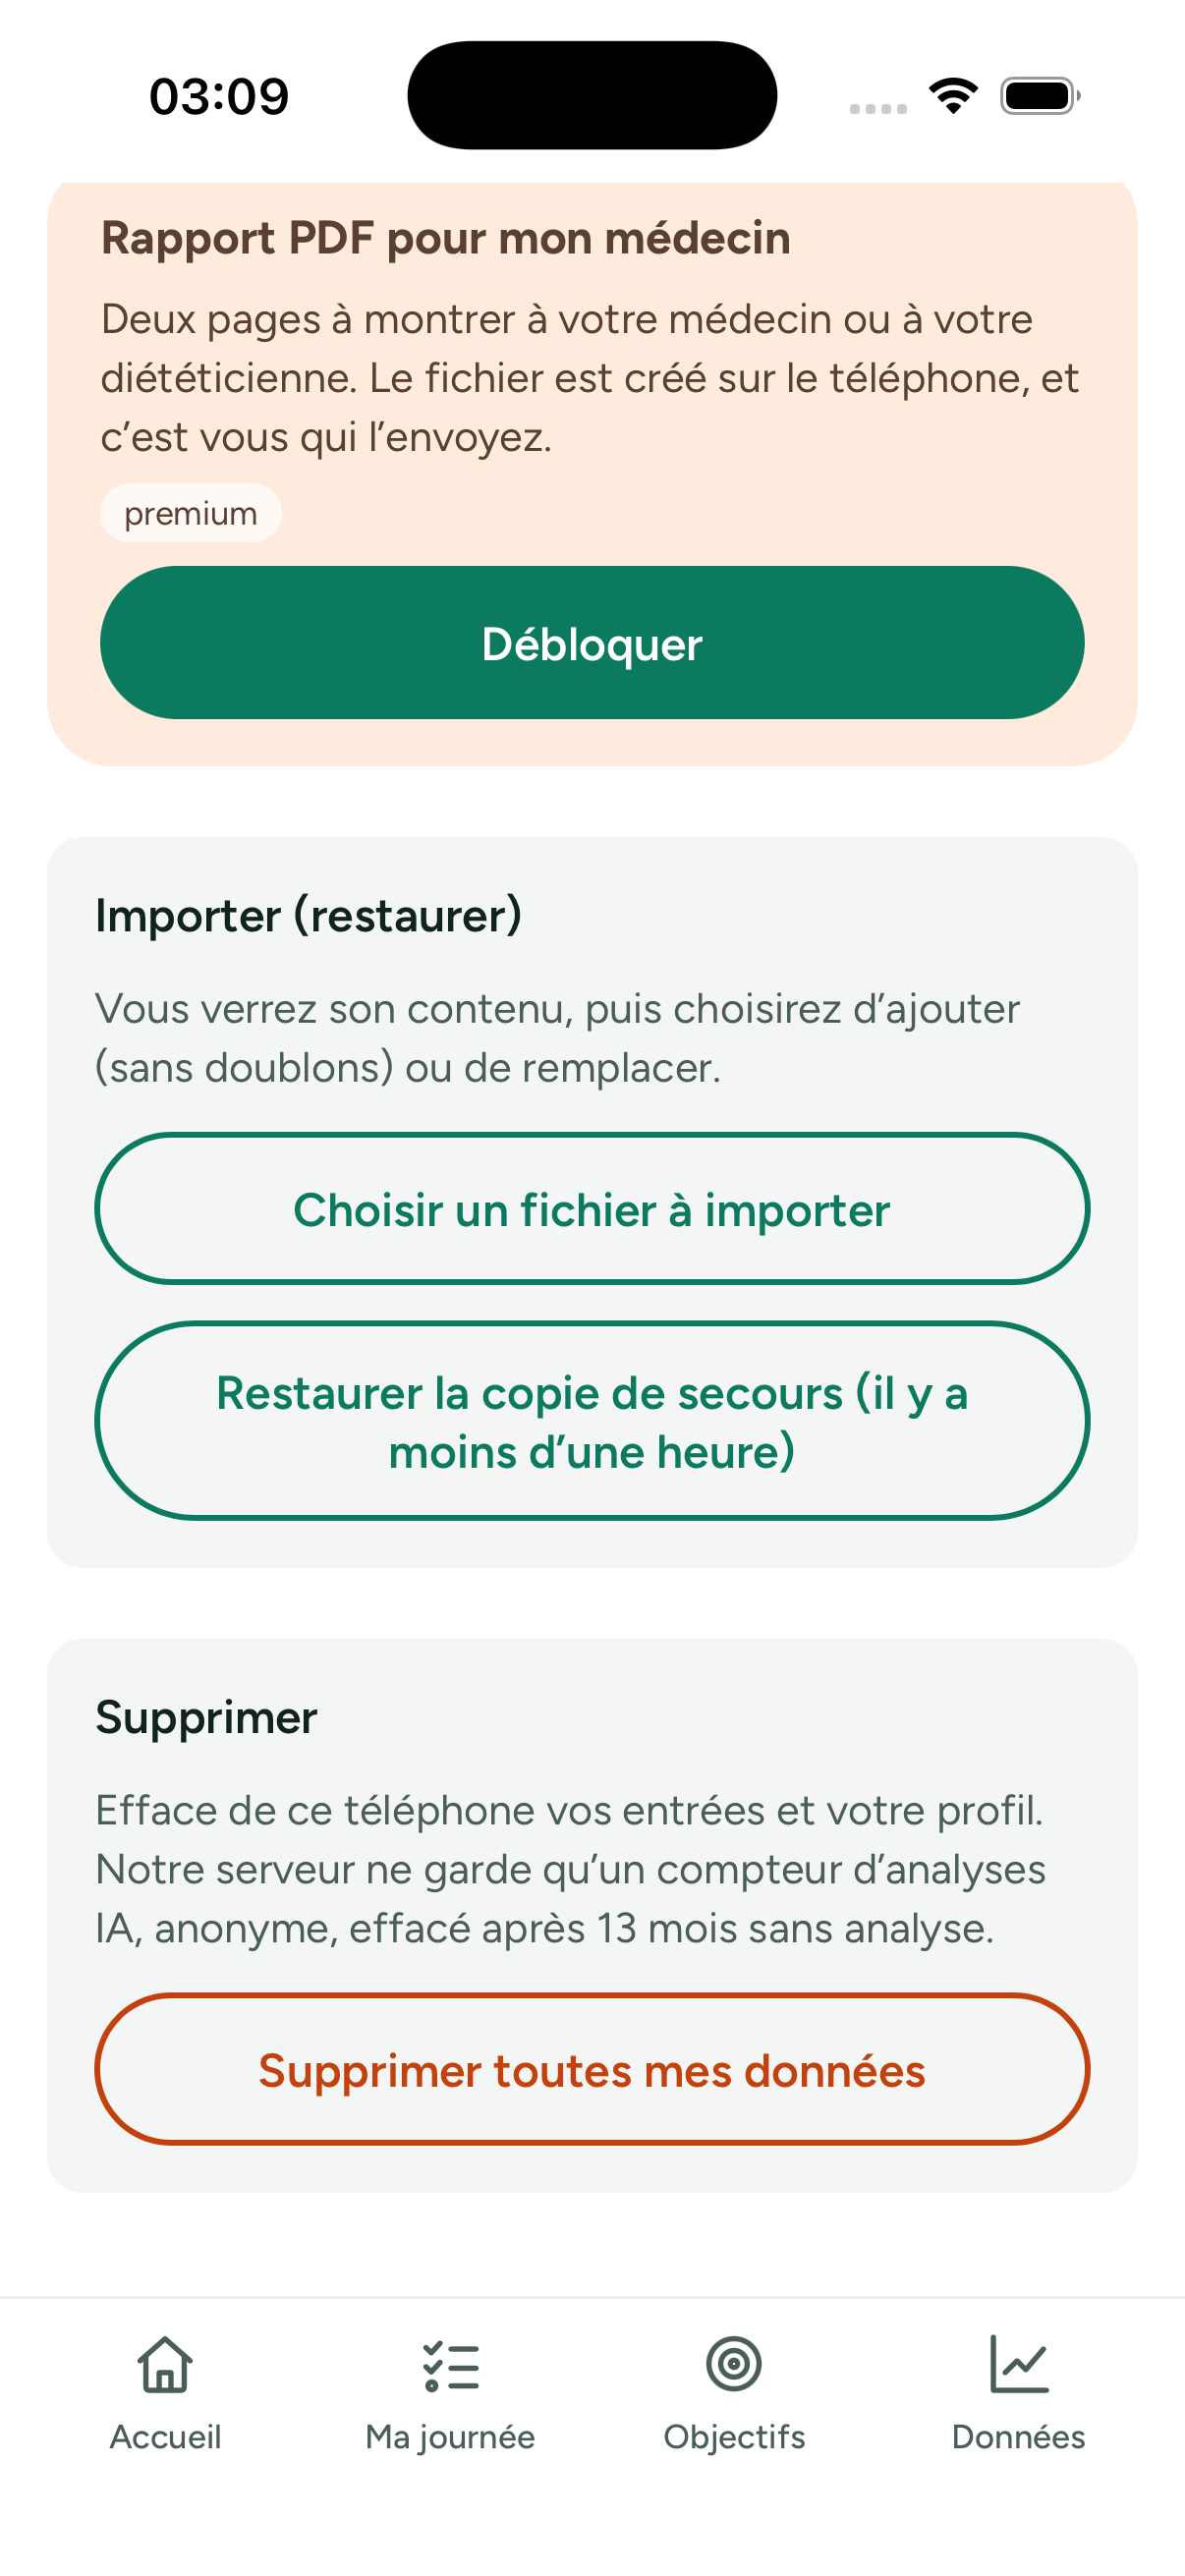 03:09
Rapport PDF pour mon médecin
Deux pages à montrer à votre médecin ou à votre
diététicienne. Le fichier est créé sur le téléphone, et
c’est vous qui l’envoyez.
premium
Débloquer
Importer (restaurer)
Vous verrez son contenu, puis choisirez d’ajouter
(sans doublons) ou de remplacer.
Choisir un fichier à importer
Restaurer la copie de secours (il y a
moins d’une heure)
Supprimer
Efface de ce téléphone vos entrées et votre profil.
Notre serveur ne garde qu’un compteur d’analyses
IA, anonyme, effacé après 13 mois sans analyse.
Supprimer toutes mes données
Accueil
Ma journée
Objectifs
Données